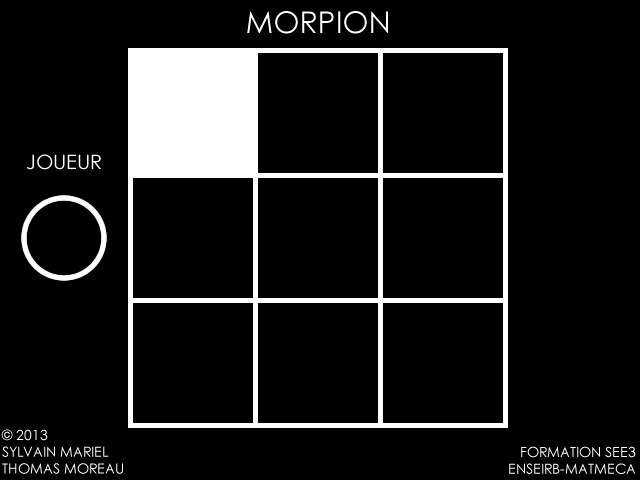 MORPION
JOUEUR
© 2013
SYLVAIN MARIEL
THOMAS MOREAU
FORMATION SEE3
ENSEIRB-MATMECA